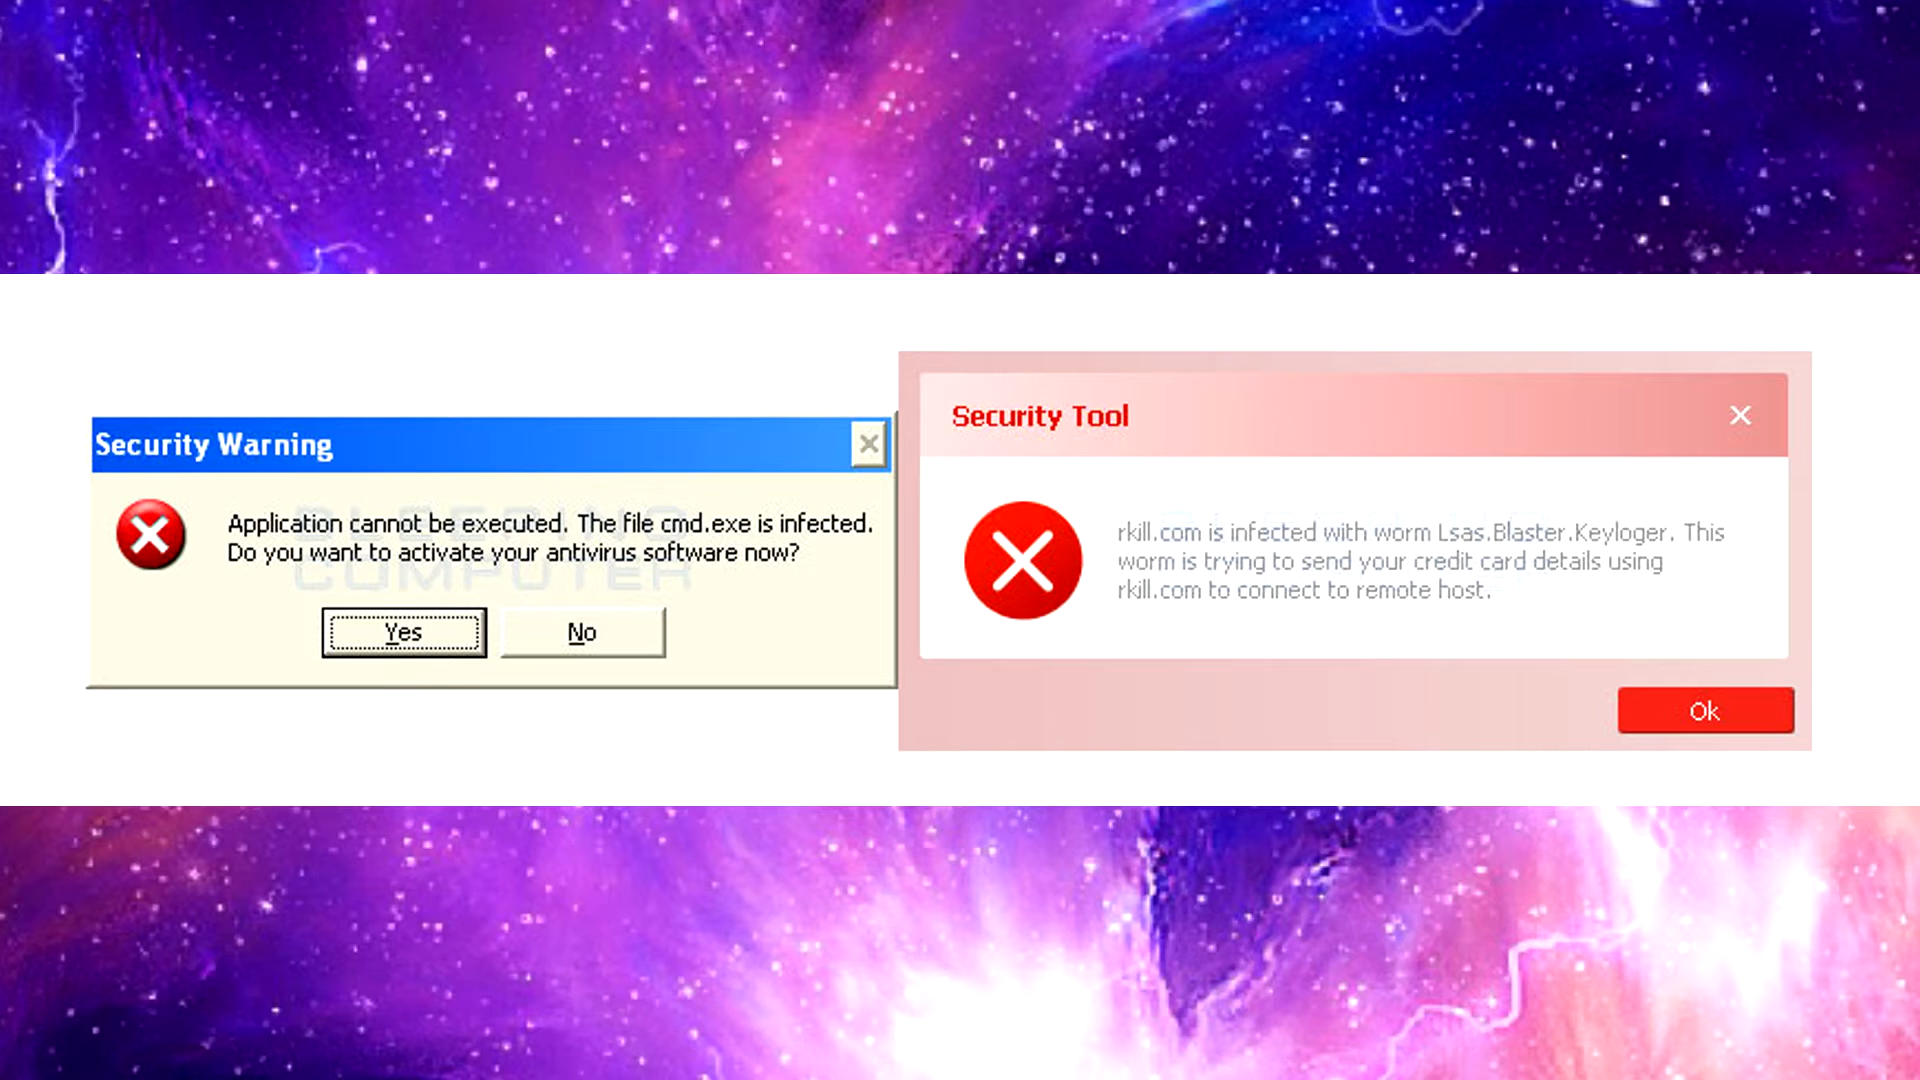 Security Warning
Application cannot be executed. The file cmd.exe is infected.
Do you want to activate your antivirus software now?
BLEEPING
COMPUTER
Yes
No
Security Tool
rkill.com is infected with worm Lsas.Blaster.Keyloger. This
worm is trying to send your credit card details using
rkill.com to connect to remote host.
Ok